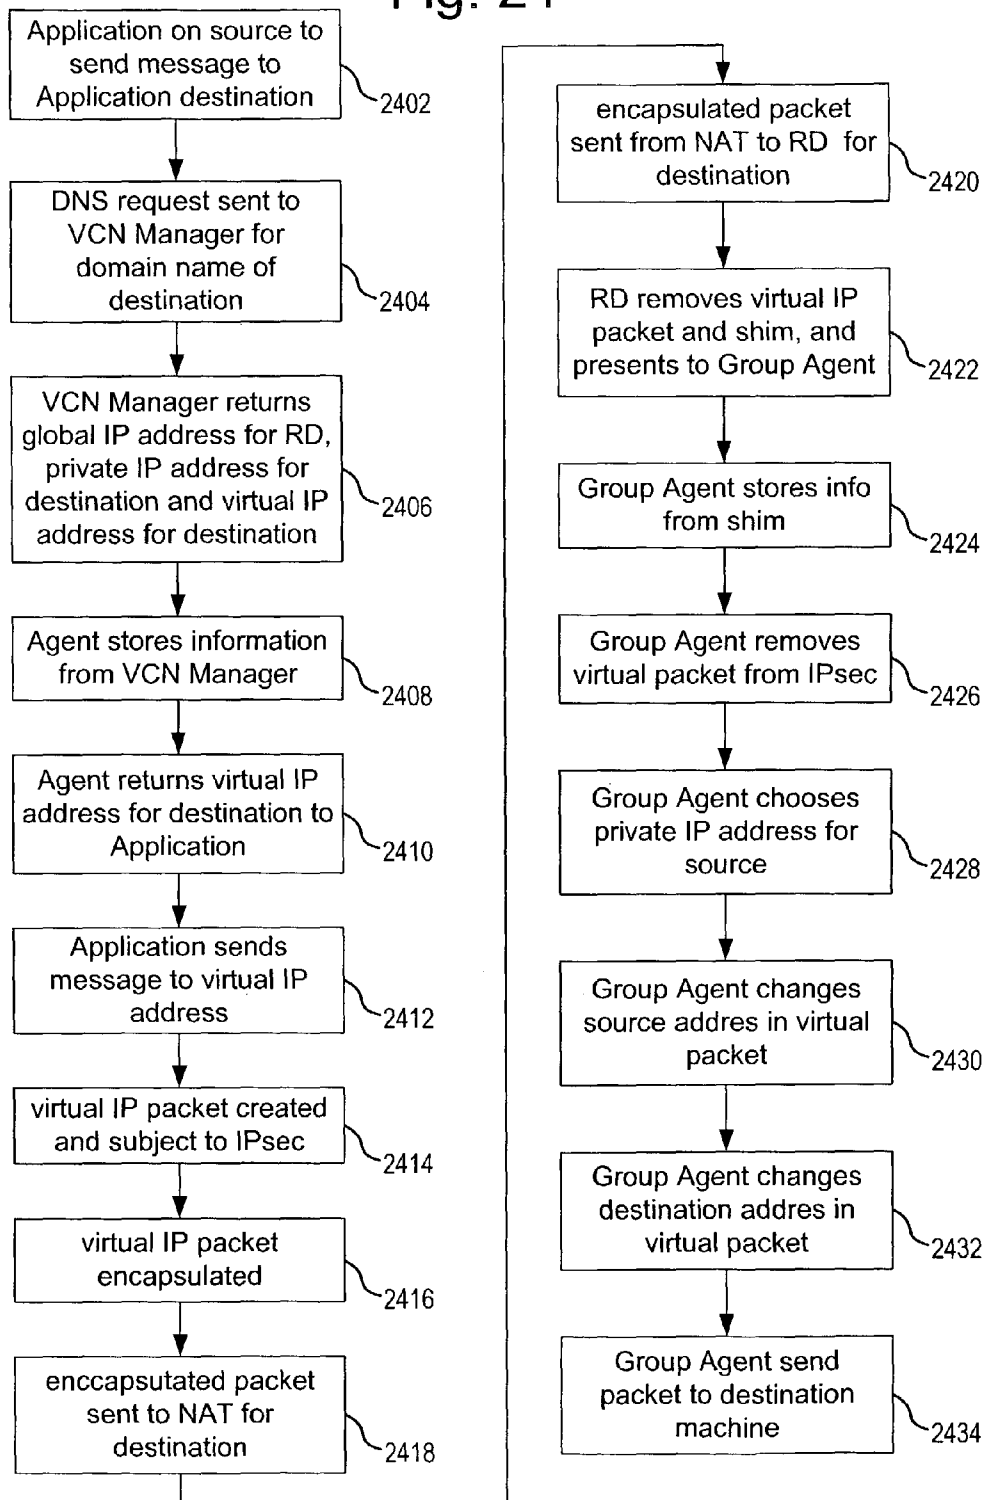 Application on source to
send message to
Application destination
2402
DNS request sent to
VCN Manager for
domain name of
destination
2404
VCN Manager returns
global IP address for RD,
private IP address for
destination and virtual IP
address for destination
2406
Agent stores information
from VCN Manager
2408
Agent returns virtual IP
address for destination to
Application
2410
Application sends
message to virtual IP
address
2412
virtual IP packet created
and subject to IPsec
2414
virtual IP packet
encapsulated
2416
enccapsutated packet
sent to NAT for
destination
2418
encapsulated packet
sent from NAT to RD for
destination
2420
RD removes virtual IP
packet and shim, and
presents to Group Agent
2422
Group Agent stores info
from shim
2424
Group Agent removes
virtual packet from IPsec
2426
Group Agent chooses
private IP address for
source
2428
Group Agent changes
source addres in virtual
packet
2430
Group Agent changes
destination addres in
virtual packet
2432
Group Agent send
packet to destination
machine
2434